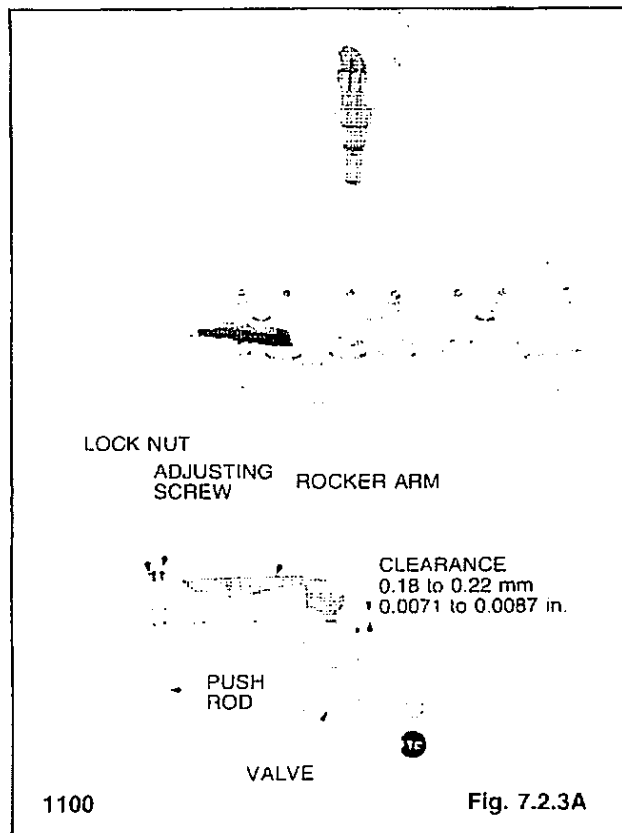 LOCK NUT
ADJUSTING
SCREW
ROCKER ARM
CLEARANCE
0.18 to 0.22 mm
0.0071 to 0.0087 in.
PUSH
ROD
VALVE
1100
Fig. 7.2.3A